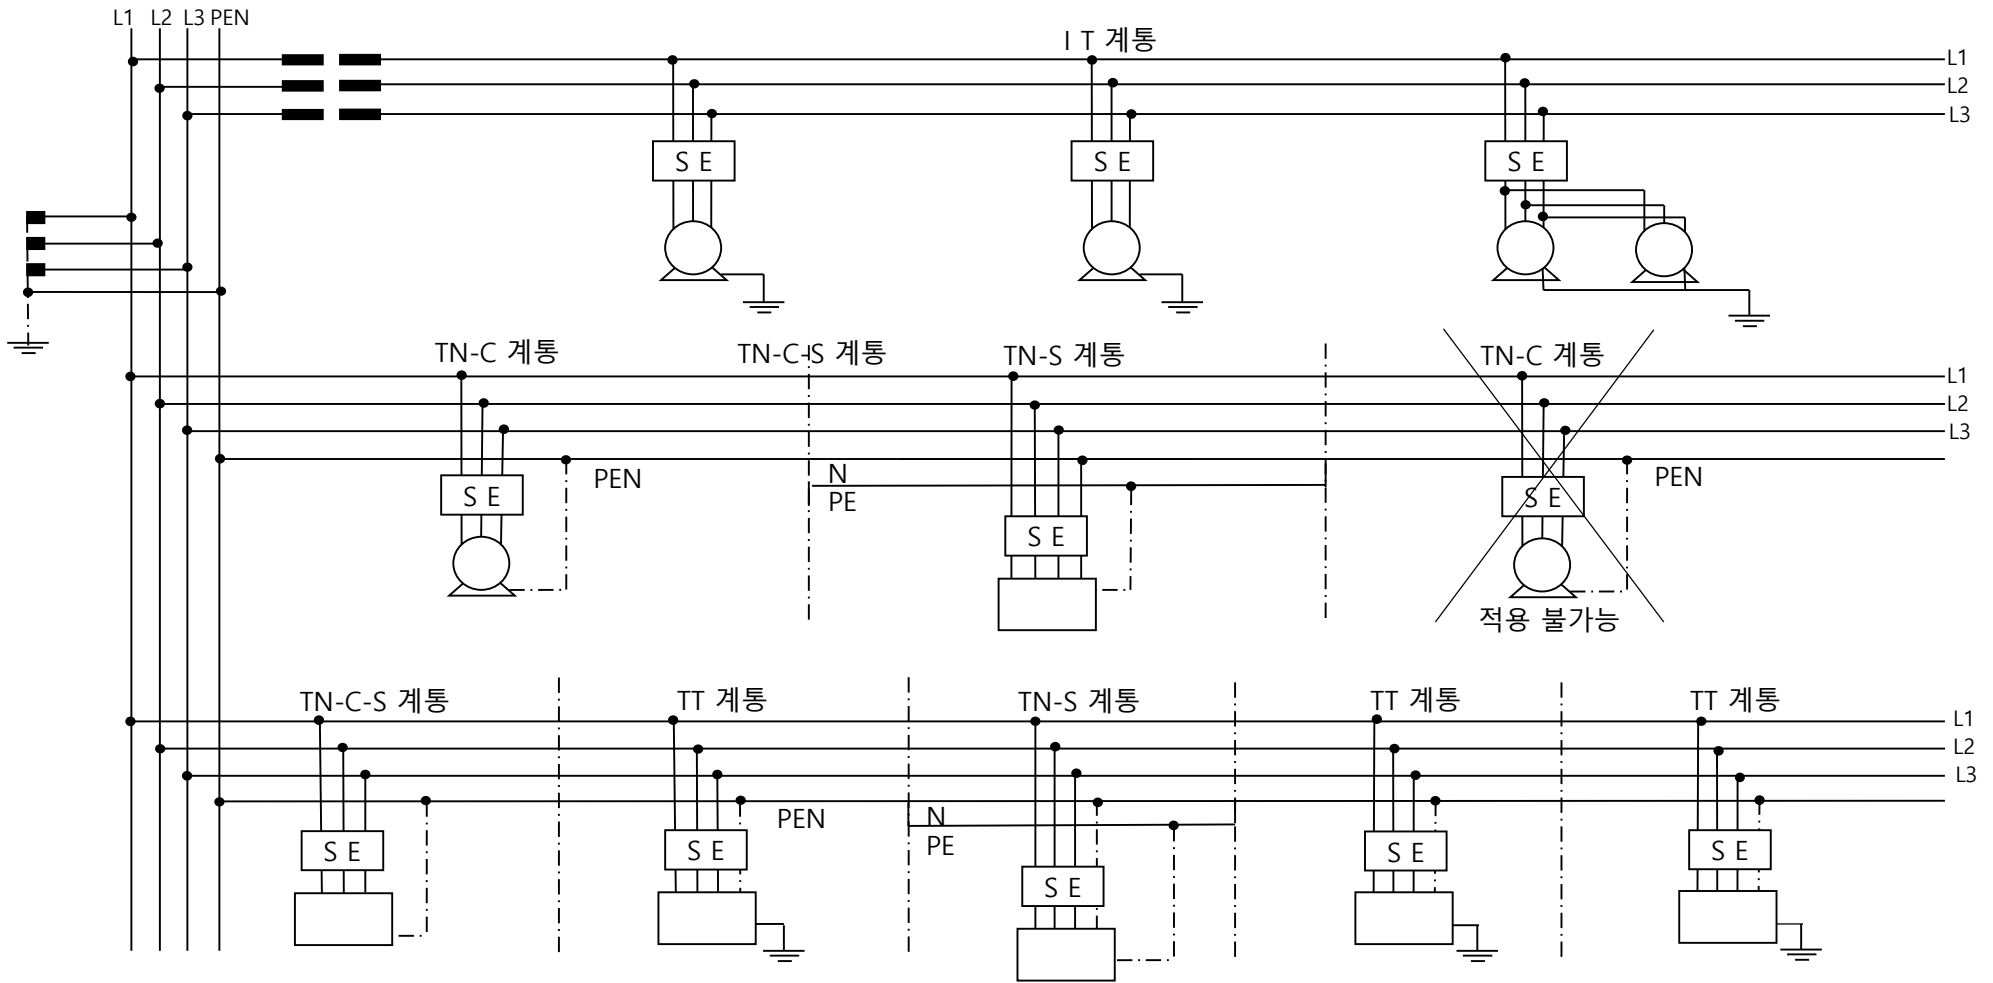 L1 L2 L3 PEN
I T 계통
L1
L2
L3
S E
S E
S E
TN-C 계통
TN-C-S 계통
TN-S 계통
TN-C 계통
L1
L2
L3
PEN
N
PE
PEN
S E
S E
S E
적용 불가능
TN-C-S 계통
TT 계통
TN-S 계통
TT 계통
TT 계통
L1
L2
L3
PEN
N
PE
S E
S E
S E
S E
S E